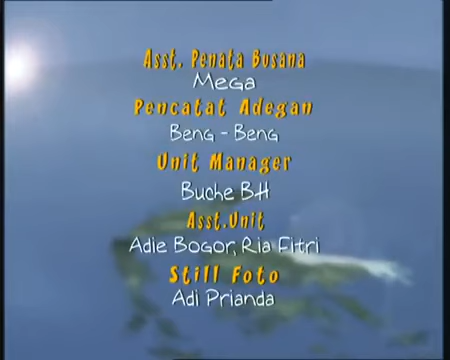 Asst. Penata Busana
Mega
Pencatat Adegan
Beng - Beng
Unit Manager
Buche BH
Asst.Unit
Adie Bogor, Ria Fitri
Still Foto
Adi Prianda